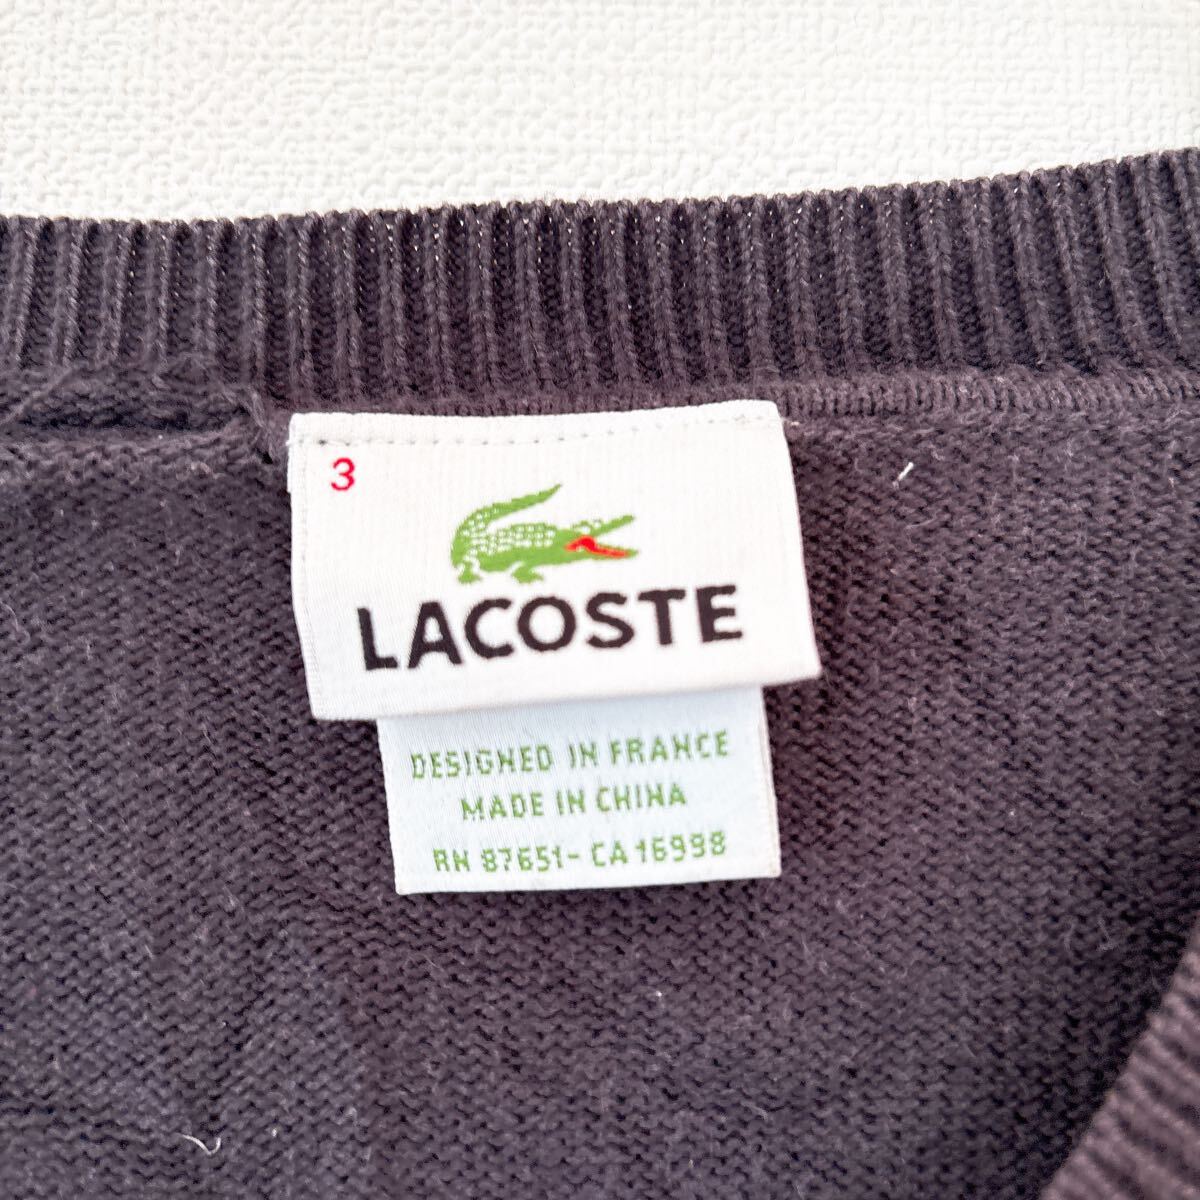 3
LACOSTE
DESIGNED IN FRANCE
MADE IN CHINA
RN 87651- CA 16998